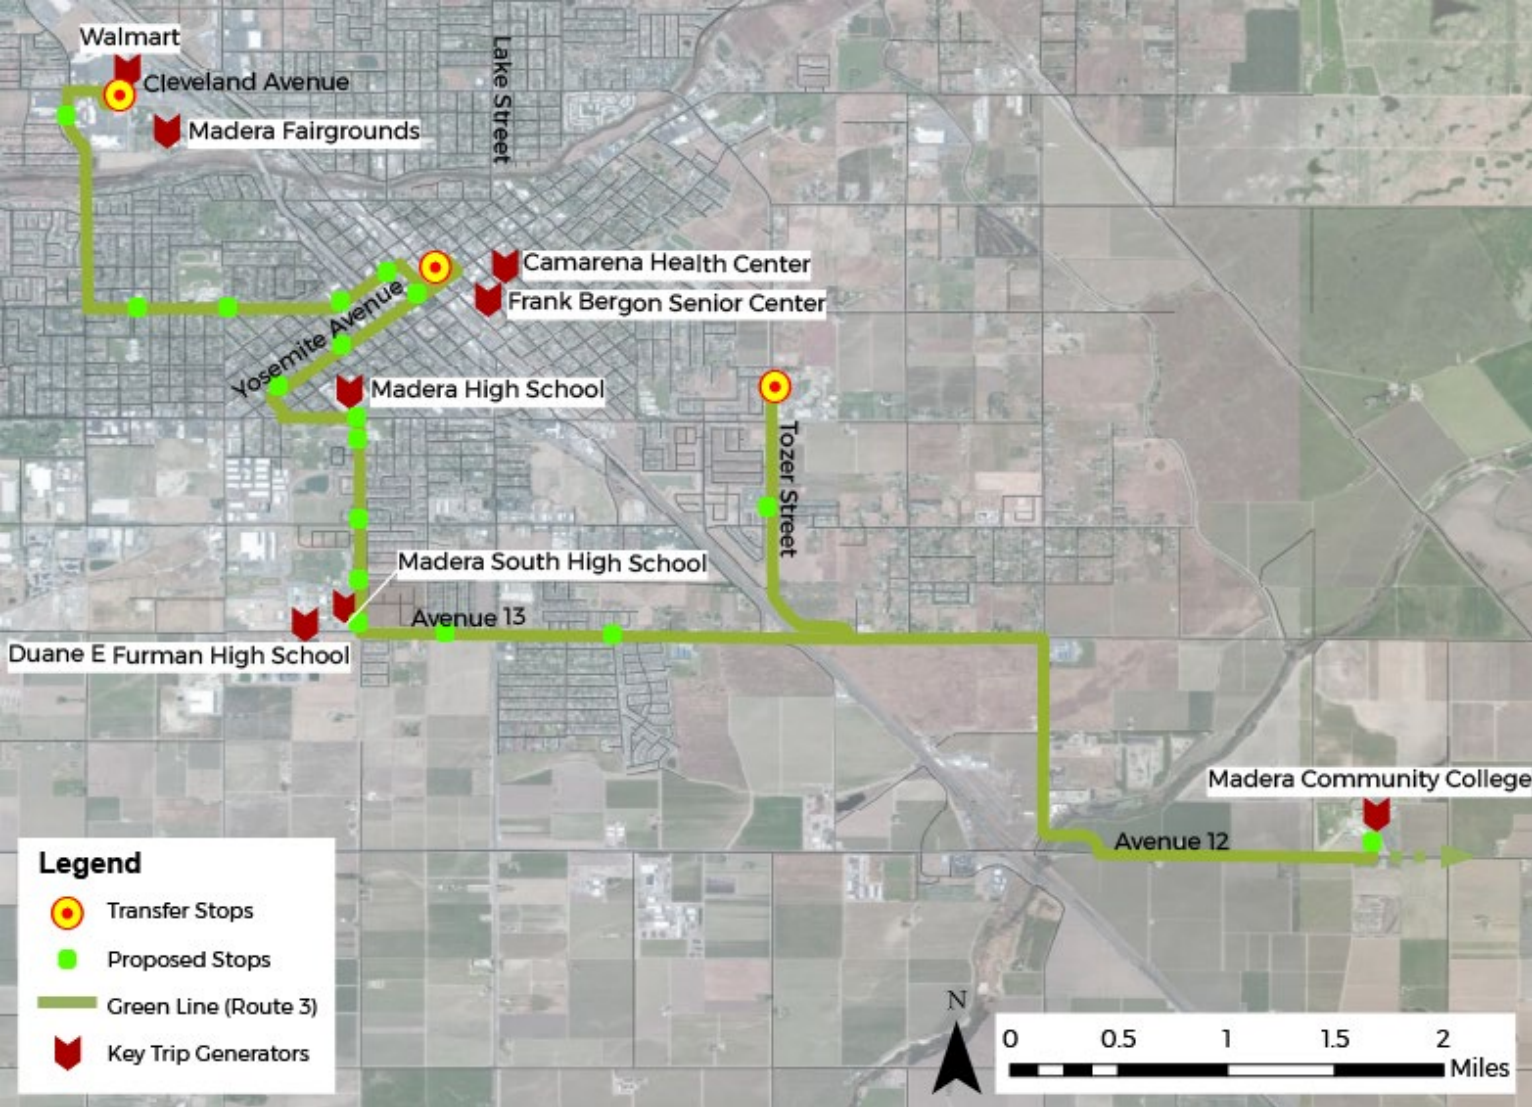 Walmart
Cleveland Avenue
Madera Fairgrounds
Lake Street
Camarena Health Center
Frank Bergon Senior Center
Yosemite Avenue
Madera High School
Tozer Street
Madera South High School
Avenue 13
Duane E Furman High School
Madera Community College
Avenue 12
Legend
Transfer Stops
Proposed Stops
Green Line (Route 3)
Key Trip Generators
N
0 0.5 1 1.5 2
Miles